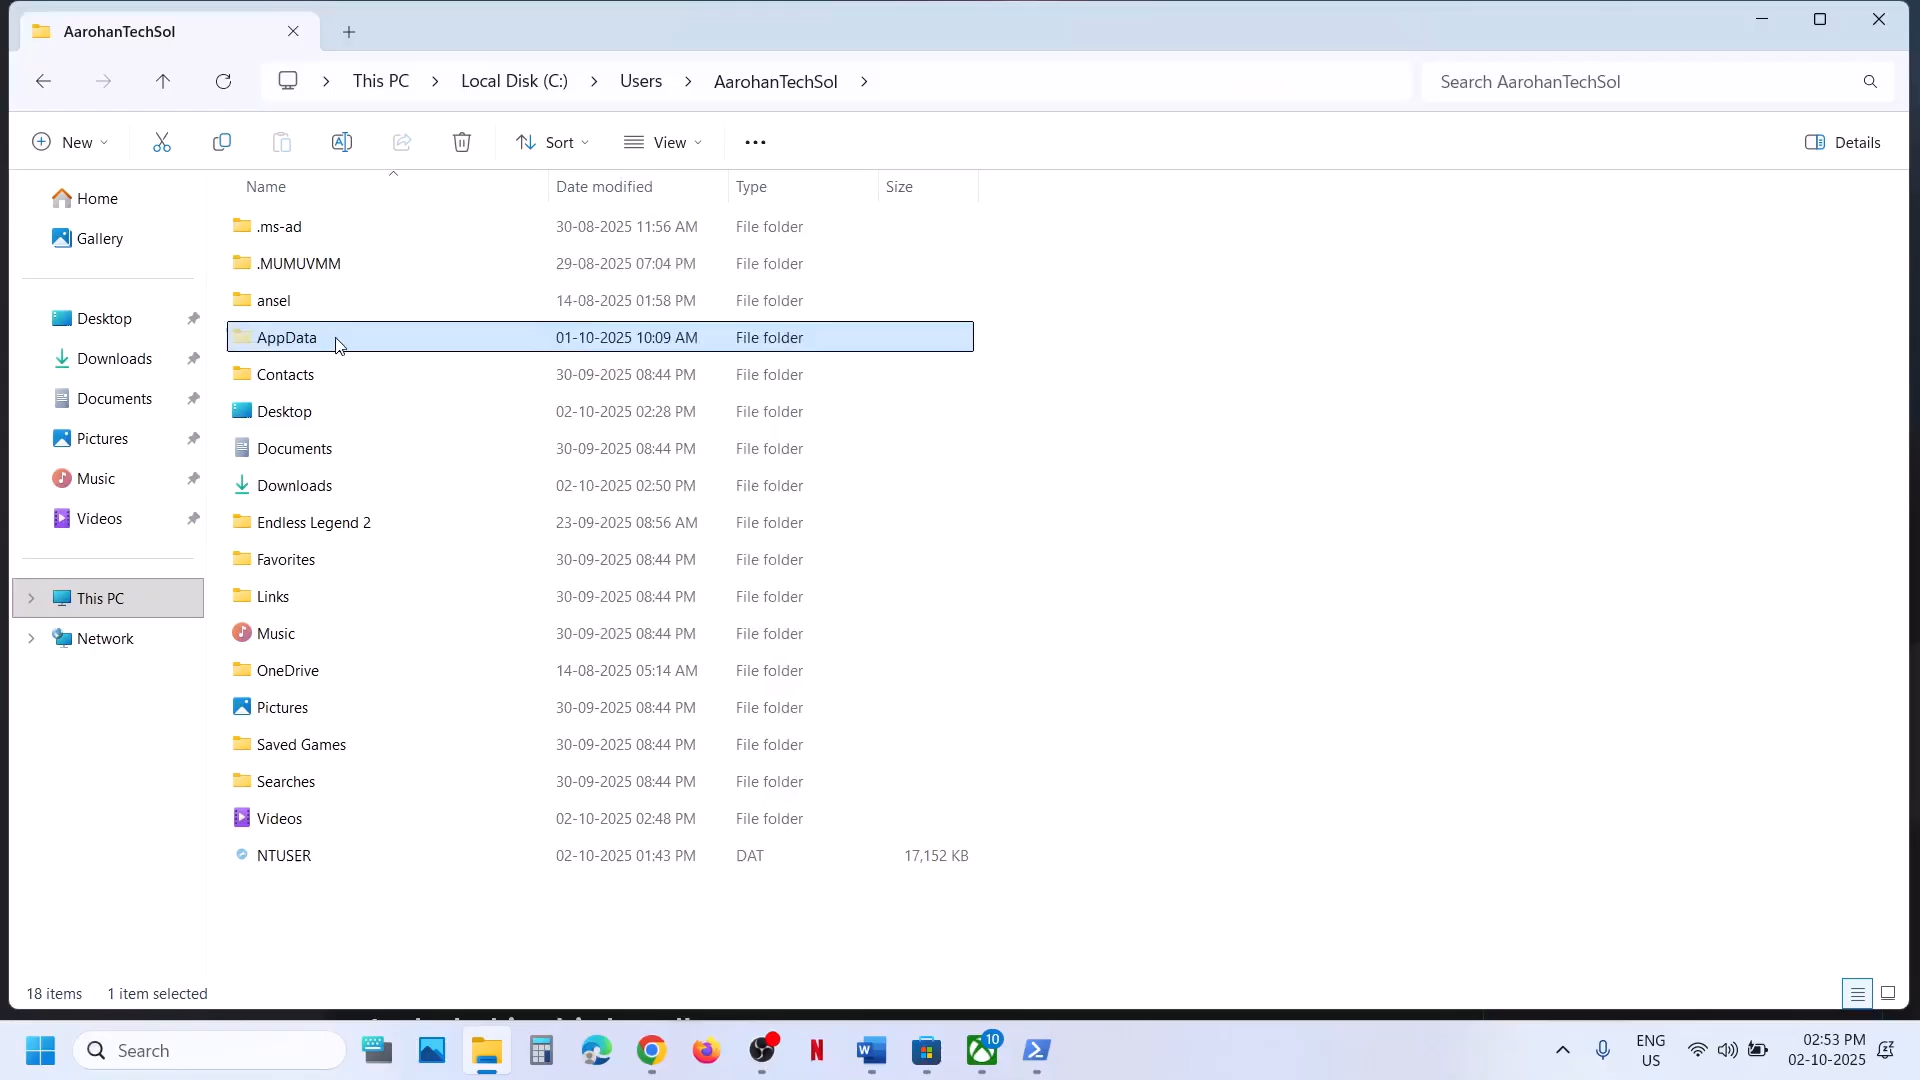 AarohanTechSol
This PC
Local Disk (C:)
Users
AarohanTechSol
Search AarohanTechSol
New
Sort
View
Details
Name Date modified Type Size
Home
Gallery
Desktop
Downloads
Documents
Pictures
Music
Videos
This PC
Network
.ms-ad 30-08-2025 11:56 AM File folder
.MUMUVMM 29-08-2025 07:04 PM File folder
ansel 14-08-2025 01:58 PM File folder
AppData 01-10-2025 10:09 AM File folder
Contacts 30-09-2025 08:44 PM File folder
Desktop 02-10-2025 02:28 PM File folder
Documents 30-09-2025 08:44 PM File folder
Downloads 02-10-2025 02:50 PM File folder
Endless Legend 2 23-09-2025 08:56 AM File folder
Favorites 30-09-2025 08:44 PM File folder
Links 30-09-2025 08:44 PM File folder
Music 30-09-2025 08:44 PM File folder
OneDrive 14-08-2025 05:14 AM File folder
Pictures 30-09-2025 08:44 PM File folder
Saved Games 30-09-2025 08:44 PM File folder
Searches 30-09-2025 08:44 PM File folder
Videos 02-10-2025 02:48 PM File folder
NTUSER 02-10-2025 01:43 PM DAT 17,152 KB
18 items 1 item selected
Search
10
ENG
US
02:53 PM
02-10-2025